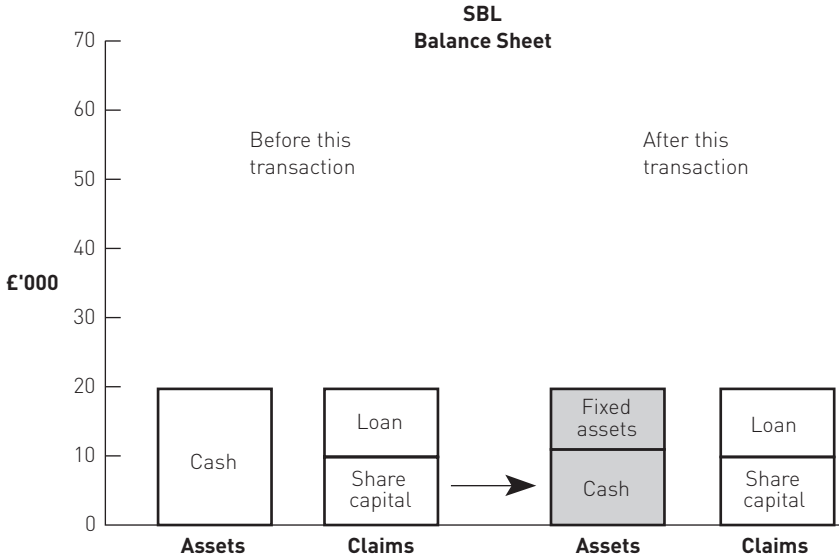 SBL
Balance Sheet
70
60
Before this
transaction
After this
transaction
50
40
£'000
30
20
10
0
Cash
Loan
Share
capital
Fixed
assets
Cash
Loan
Share
capital
Assets
Claims
Assets
Claims